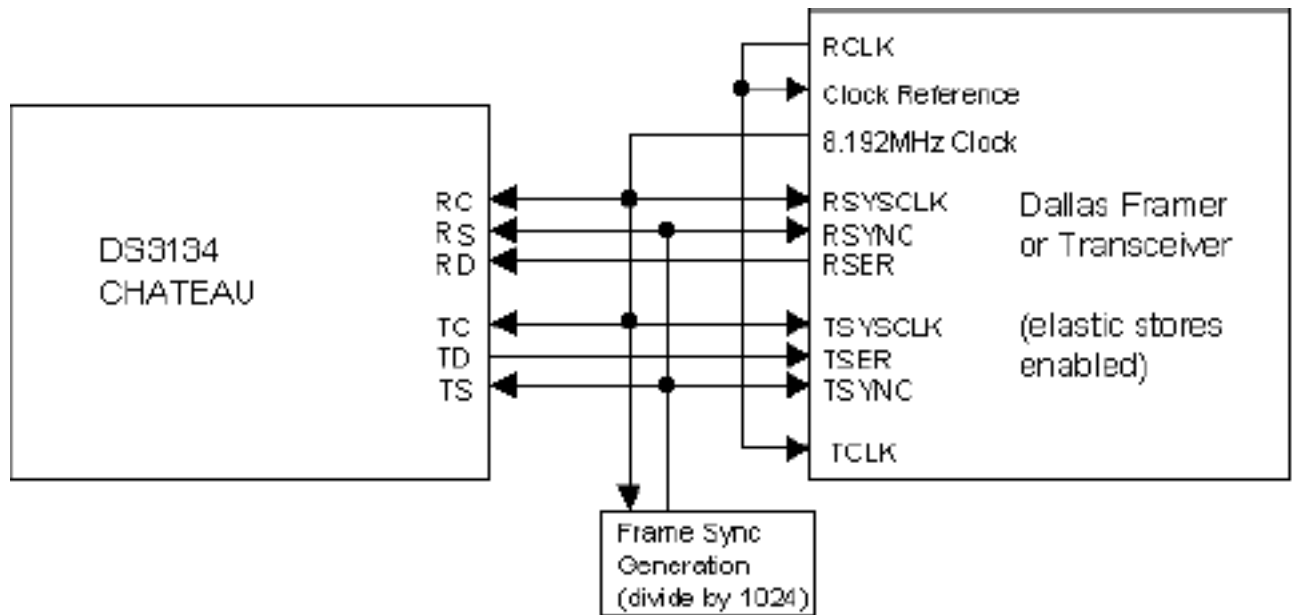 DS3134
CHATEAU
RC
RS
RD
TC
TD
TS
RCLK
Clock Reference
8.192MHz Clock
RSYSCLK
RSYNC
RSER
TSYSCLK
TSER
TSYNC
TCLK
Dallas Framer
or Transceiver
(elastic stores
enabled)
Frame Sync
Generation
(divide by 1024)